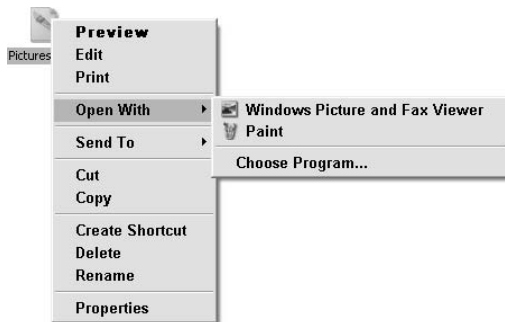 Pictures
Preview
Edit
Print
Open With
Windows Picture and Fax Viewer
Paint
Choose Program...
Send To
Cut
Copy
Create Shortcut
Delete
Rename
Properties